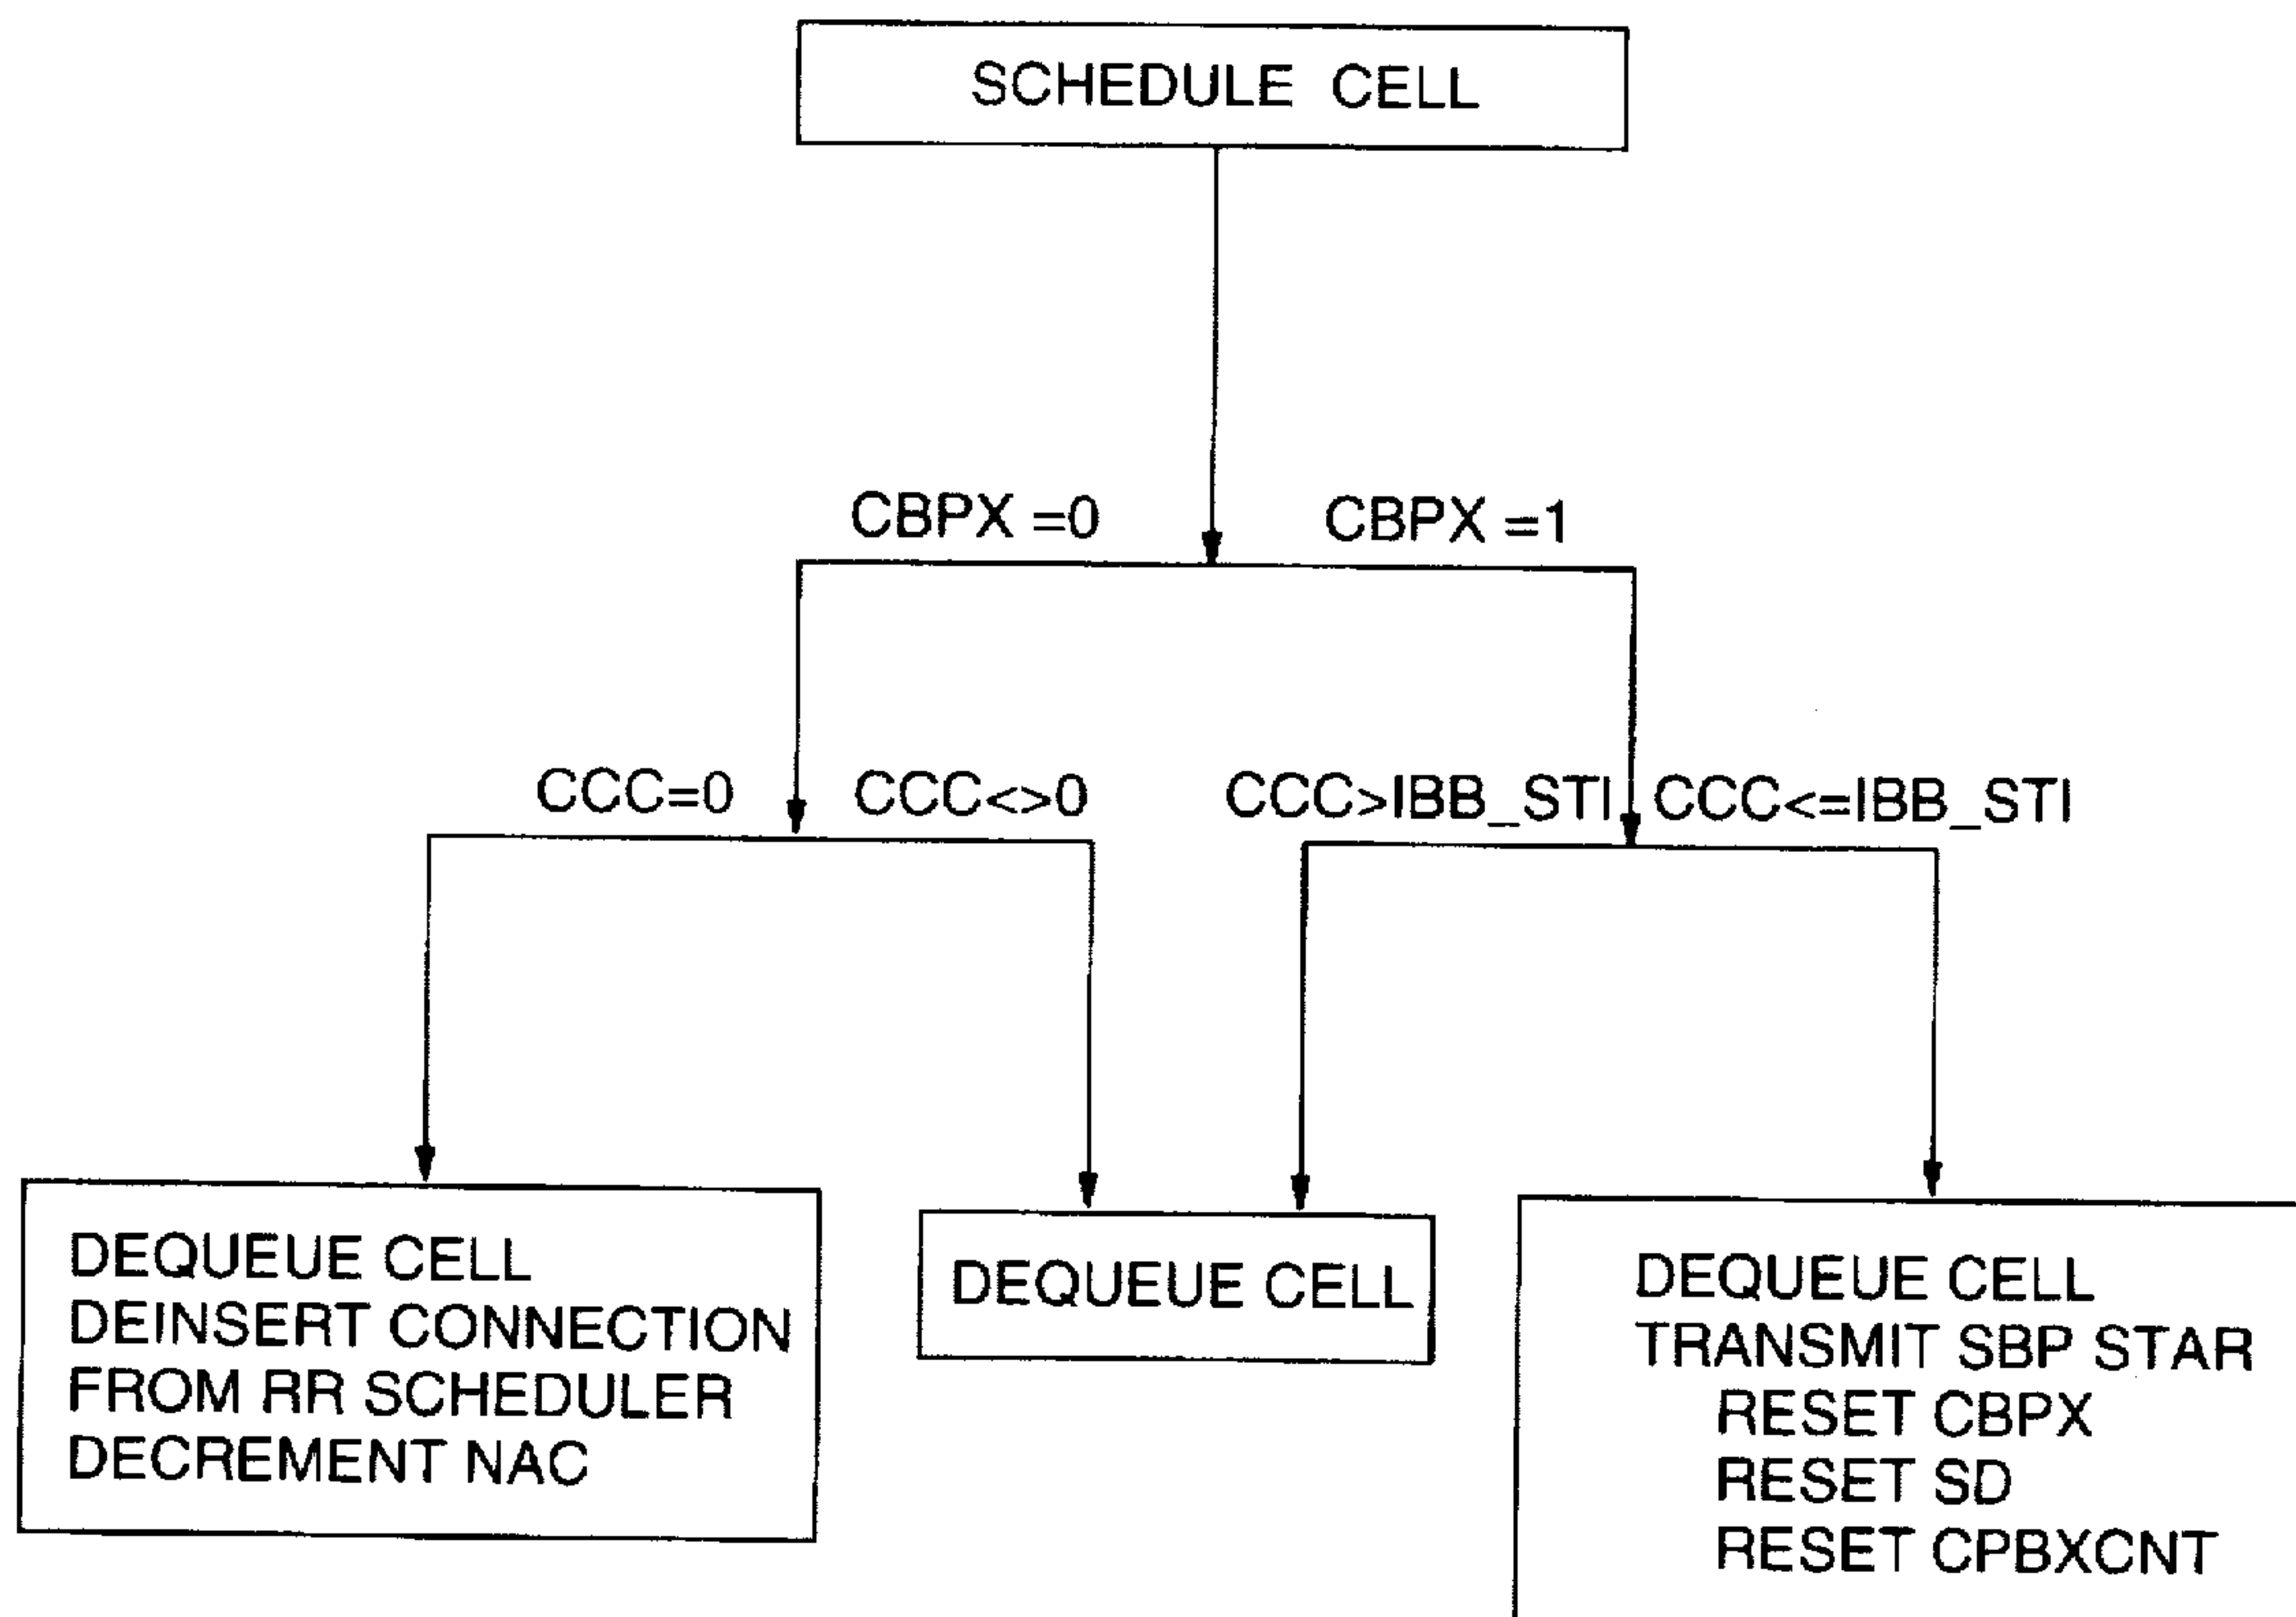 SCHEDULE CELL
CBPX =0
CBPX =1
CCC=0
CCC<>0
CCC>IBB_STI
CCC<=IBB_STI
DEQUEUE CELL
DEINSERT CONNECTION
FROM RR SCHEDULER
DECREMENT NAC
DEQUEUE CELL
DEQUEUE CELL
TRANSMIT SBP STAR
RESET CBPX
RESET SD
RESET CPBXCNT